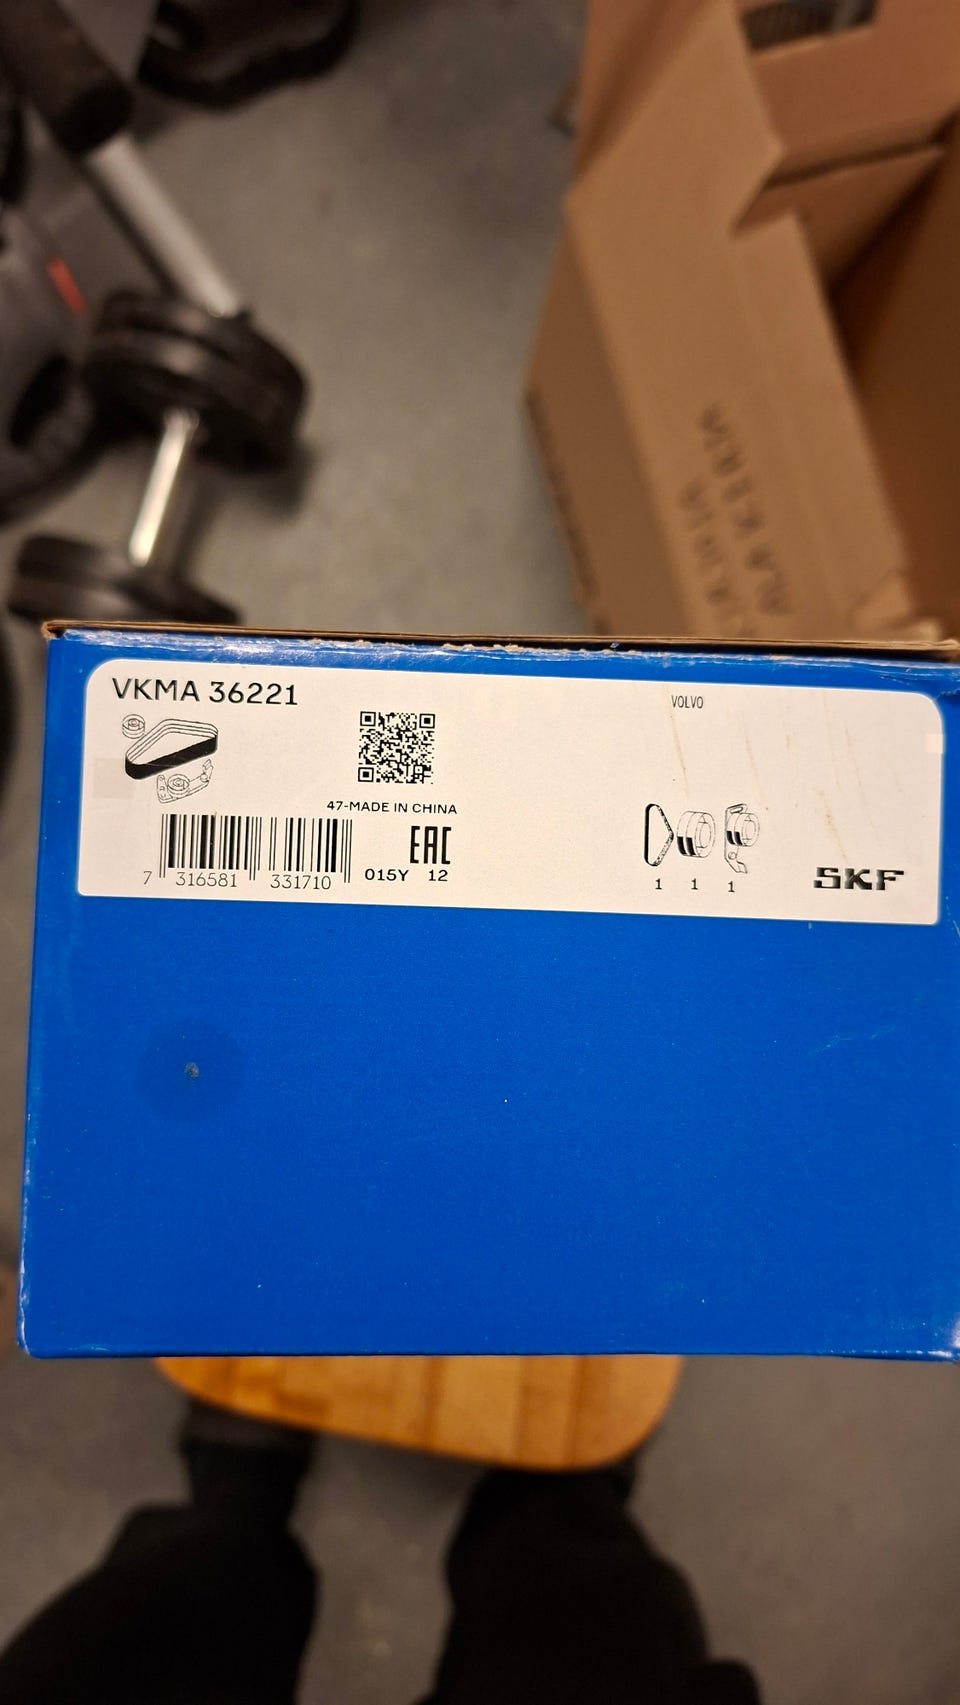 VKMA 36221
VOLVO
47-MADE IN CHINA
EAC
015Y 12
7 316581 331710
1 1 1
SKF